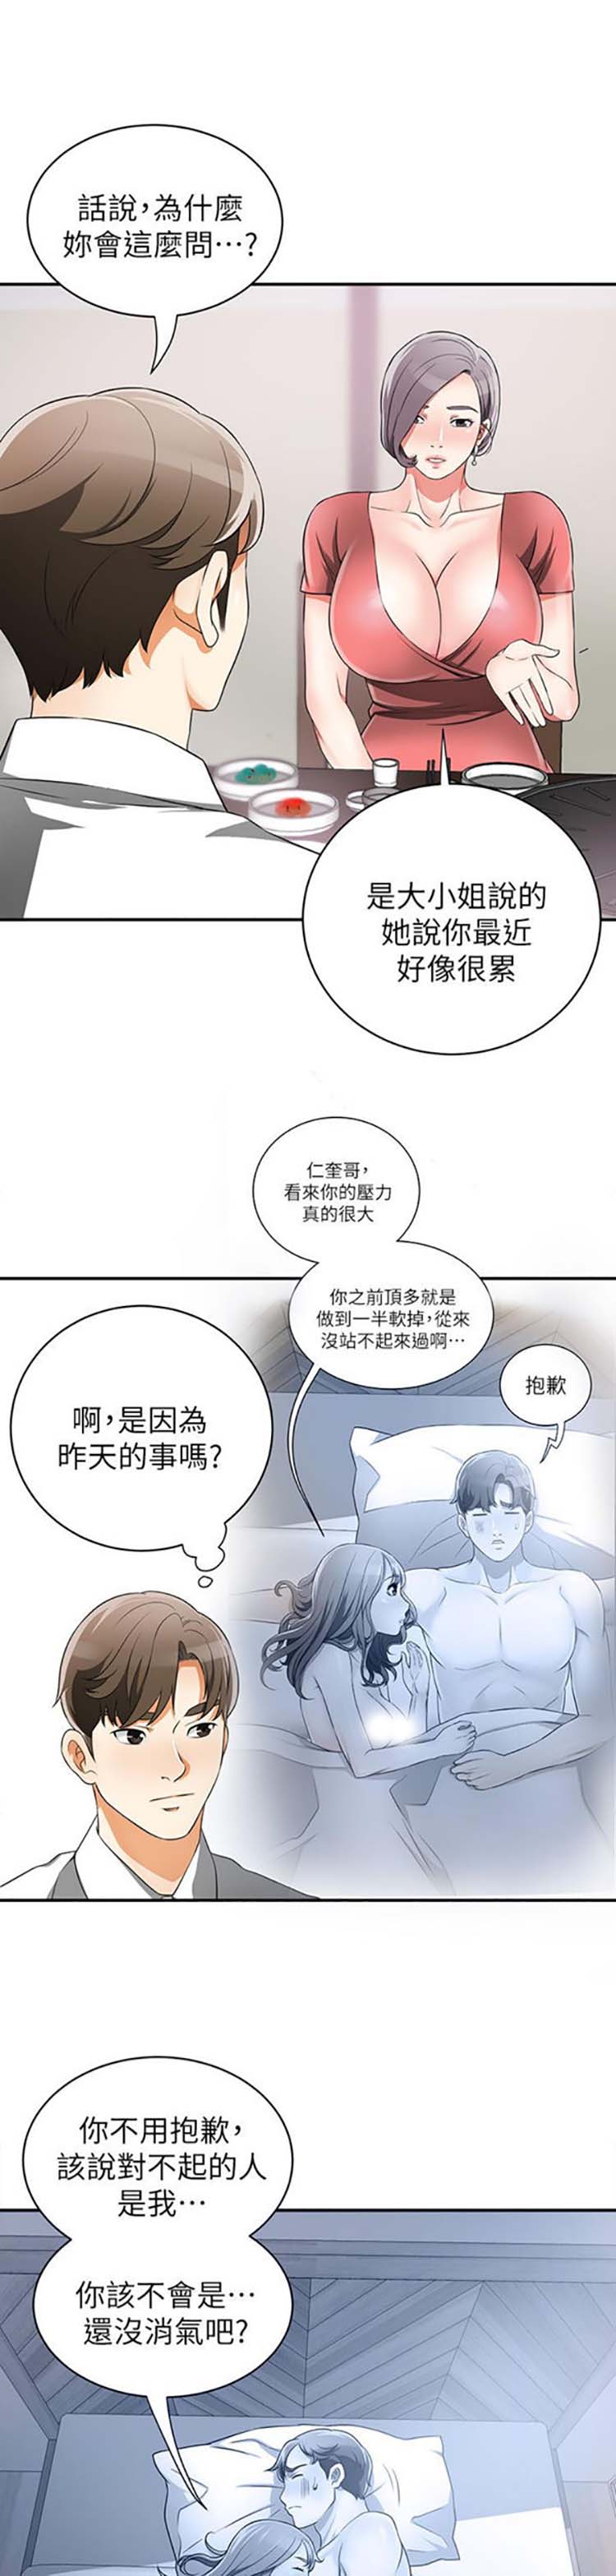 話說，為什麼
妳會這麼問…?
是大小姐說的
她說你最近
好像很累
仁奎哥，
看來你的壓力
真的很大
你之前頂多就是
做到一半軟掉，從來
沒站不起來過啊…
抱歉
啊，是因為
昨天的事嗎?
你不用抱歉，
該說對不起的人
是我…
你該不會是…
還沒消氣吧?